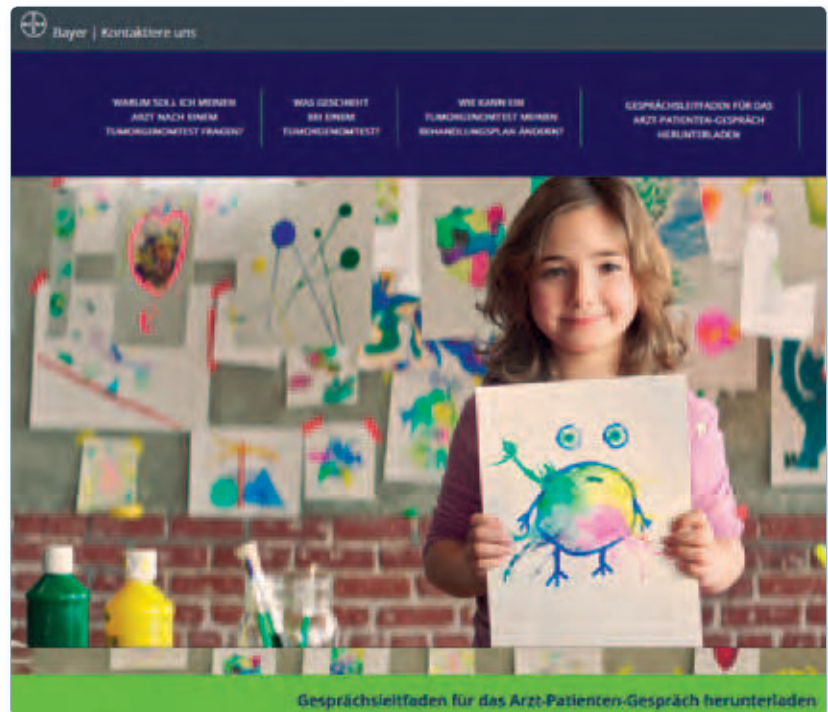 Bayer | Kontaktiere uns
WARUM SOLL ICH MEINEN
ARZT NACH EINEM
TUMORGENOMTEST FRAGEN?
WAS GESCHIEHT
BEI EINEM
TUMORGENOMTEST?
WIE KANN EIN
TUMORGENOMTEST MEINEN
BEHANDLUNGSPLAN ÄNDERN?
GESPRÄCHSLEITFADEN FÜR DAS
ARZT-PATIENTEN-GESPRÄCH
HERUNTERLADEN
Gesprächsleitfaden für das Arzt-Patienten-Gespräch herunterladen